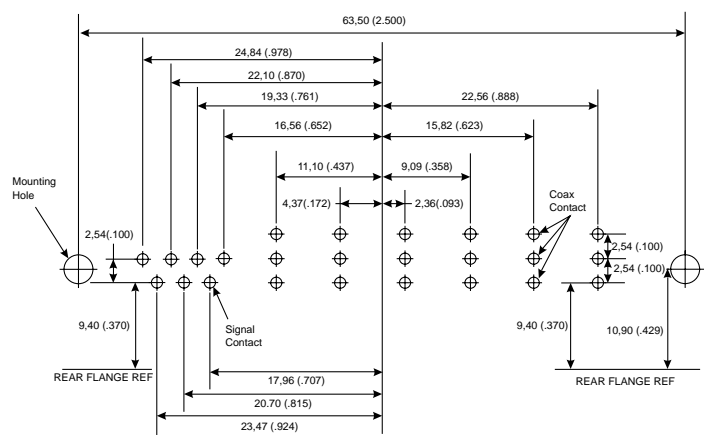 63,50 (2.500)
24,84 (.978)
22,10 (.870)
19,33 (.761)
22,56 (.888)
16,56 (.652)
15,82 (.623)
11,10 (.437)
9,09 (.358)
Mounting
Hole
4,37(.172)
2,36(.093)
Coax
Contact
2,54(.100)
2,54 (.100)
2,54 (.100)
9,40 (.370)
Signal
Contact
9,40 (.370)
10,90 (.429)
REAR FLANGE REF
17,96 (.707)
REAR FLANGE REF
20.70 (.815)
23,47 (.924)